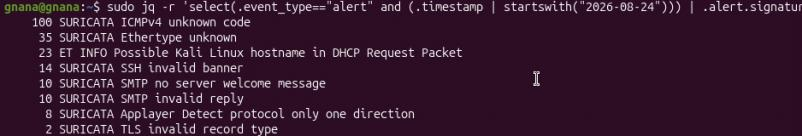 gnana@gnana:~$ sudo jq -r 'select(.event_type=="alert" and (.timestamp | startswith("2026-08-24"))) | .alert.signatur
100 SURICATA ICMPv4 unknown code
35 SURICATA Ethertype unknown
23 ET INFO Possible Kali Linux hostname in DHCP Request Packet
14 SURICATA SSH invalid banner
10 SURICATA SMTP no server welcome message
10 SURICATA SMTP invalid reply
8 SURICATA Applayer Detect protocol only one direction
2 SURICATA TLS invalid record type